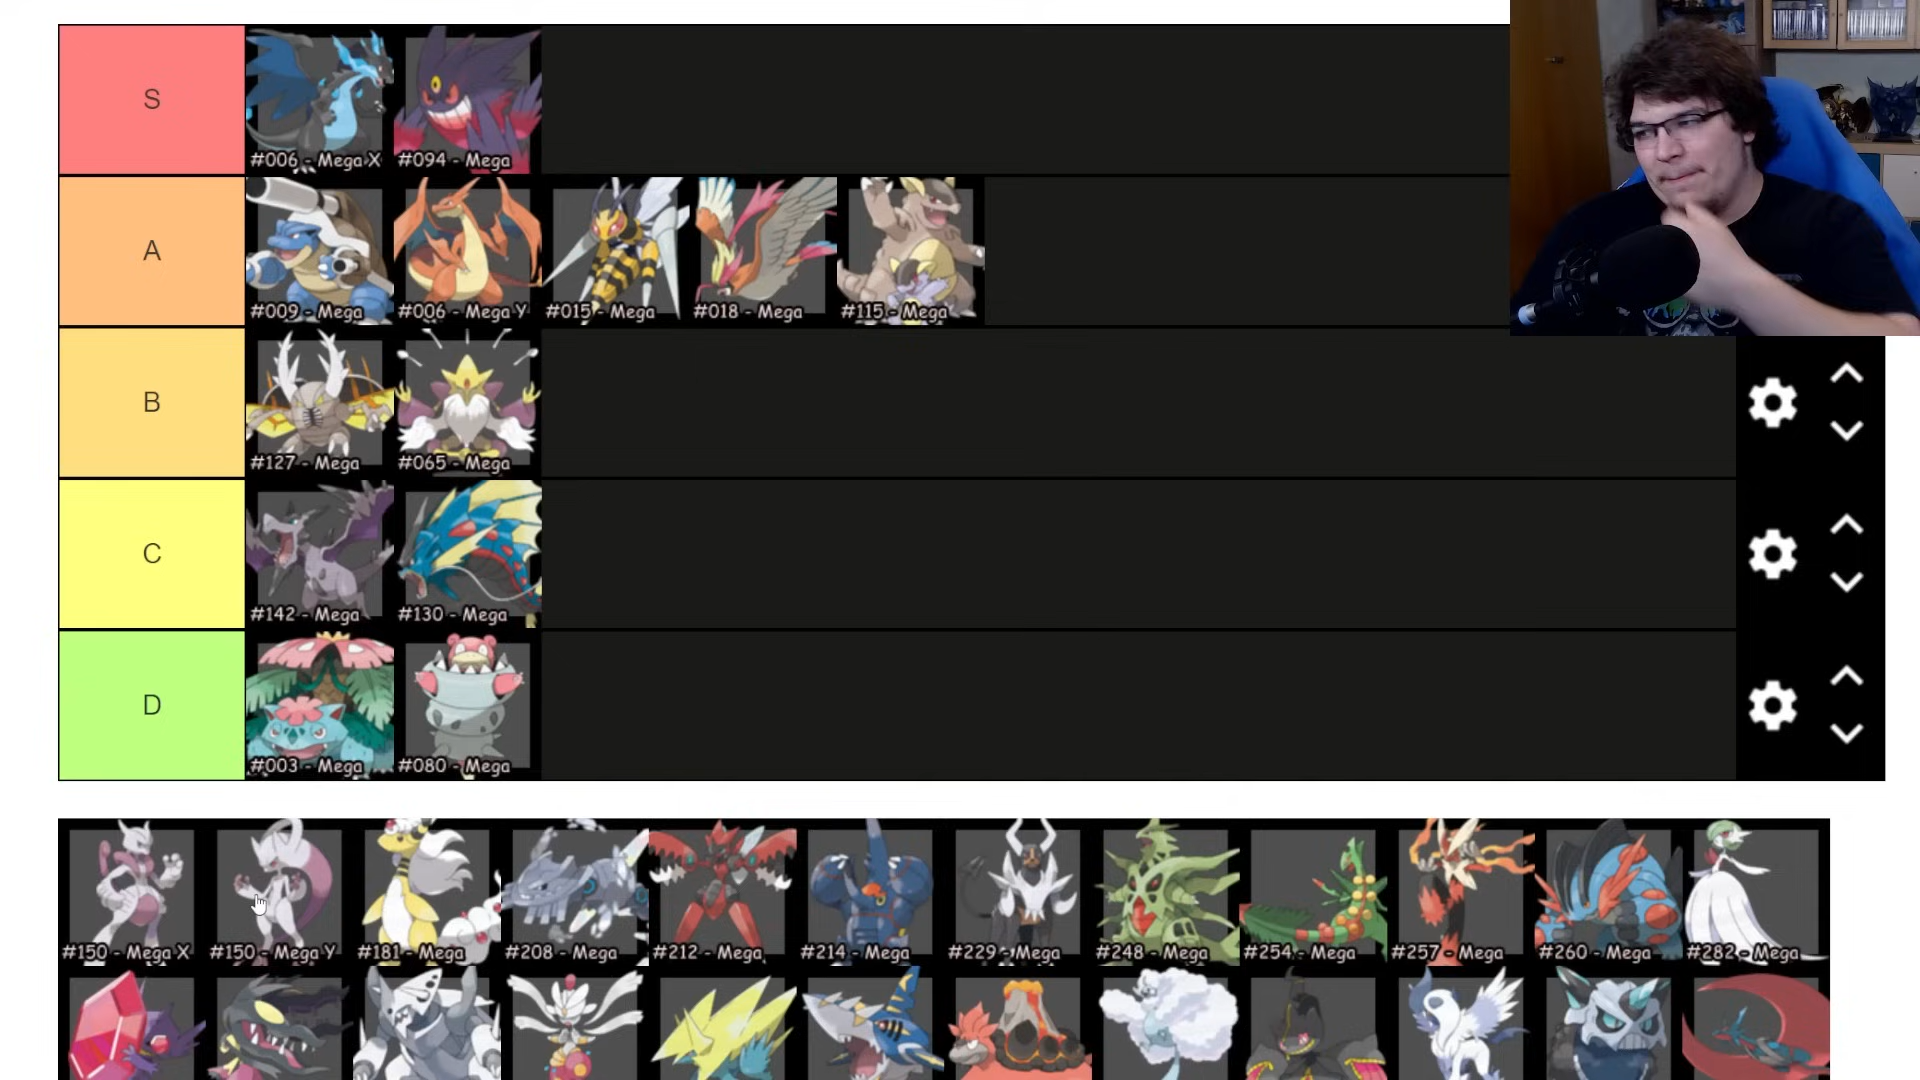 S
#006 - Mega X
#094 - Mega
A
#009 - Mega
#006 - Mega Y
#015 - Mega
#018 - Mega
#115 - Mega
B
#127 - Mega
#065 - Mega
C
#142 - Mega
#130 - Mega
D
#003 - Mega
#080 - Mega
#150 - Mega X
#150 - Mega Y
#181 - Mega
#208 - Mega
#212 - Mega
#214 - Mega
#229 - Mega
#248 - Mega
#254 - Mega
#257 - Mega
#260 - Mega
#282 - Mega